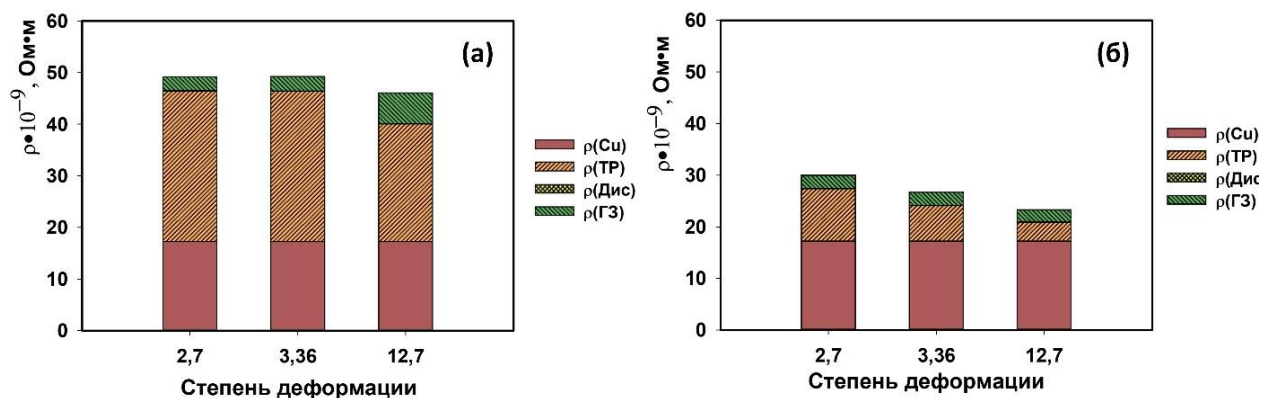 60
50
40
30
20
10
0
ρ•10⁻⁹, Ом•м
(а)
ρ(Cu)
ρ(ТР)
ρ(Дис)
ρ(ГЗ)
2,7 3,36 12,7
Степень деформации
60
50
40
30
20
10
0
ρ•10⁻⁹, Ом•м
(б)
ρ(Cu)
ρ(ТР)
ρ(Дис
ρ(ГЗ)
2,7 3,36 12,7
Степень деформации